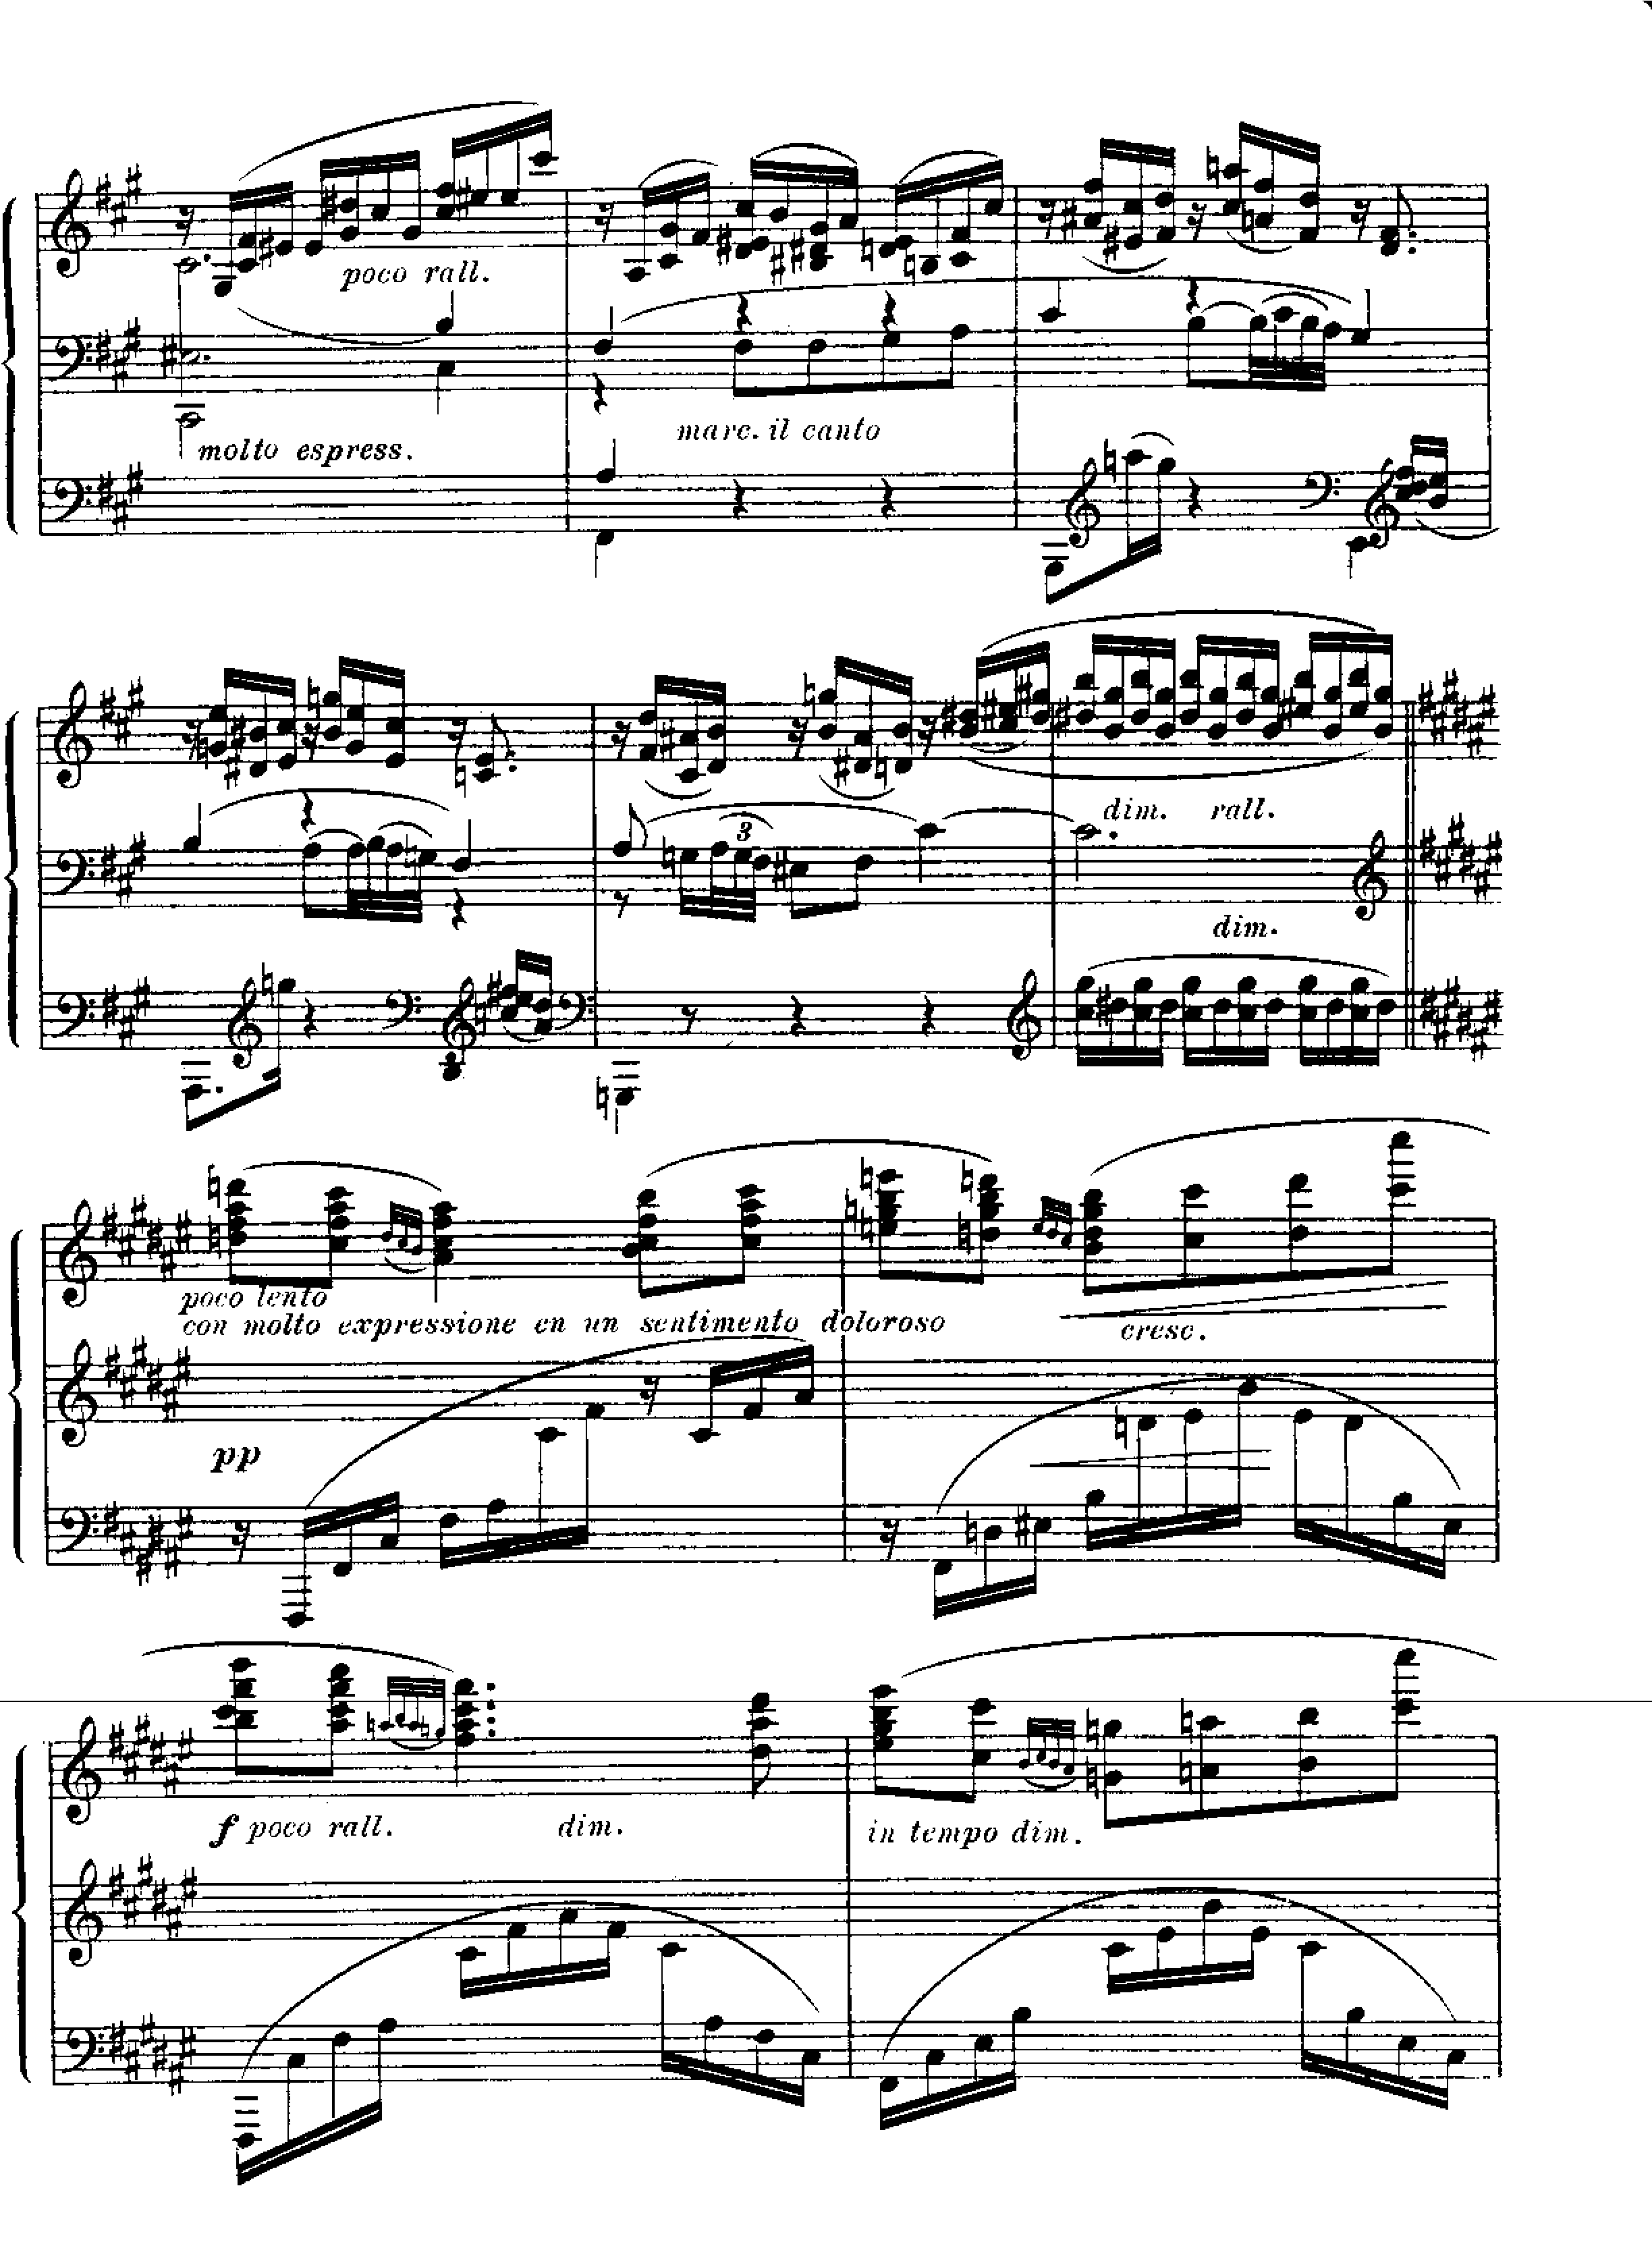 poco rall.
molto espress.
marc. il canto
3
dim. rall.
dim.
poco lento
con molto expressione en un sentimento doloroso
cresc.
pp
f poco rall. dim. in tempo dim.